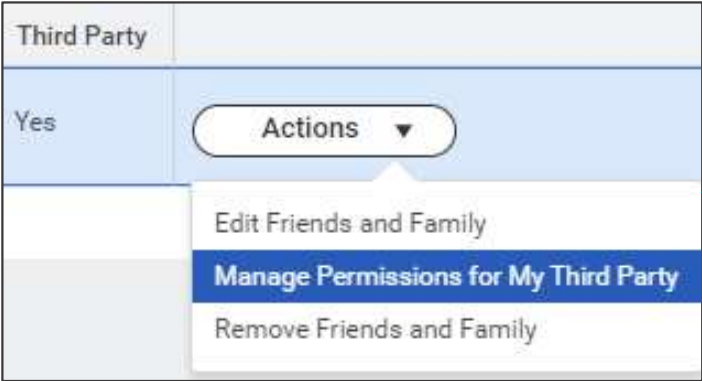 Third Party
Yes
Actions
Edit Friends and Family
Manage Permissions for My Third Party
Remove Friends and Family